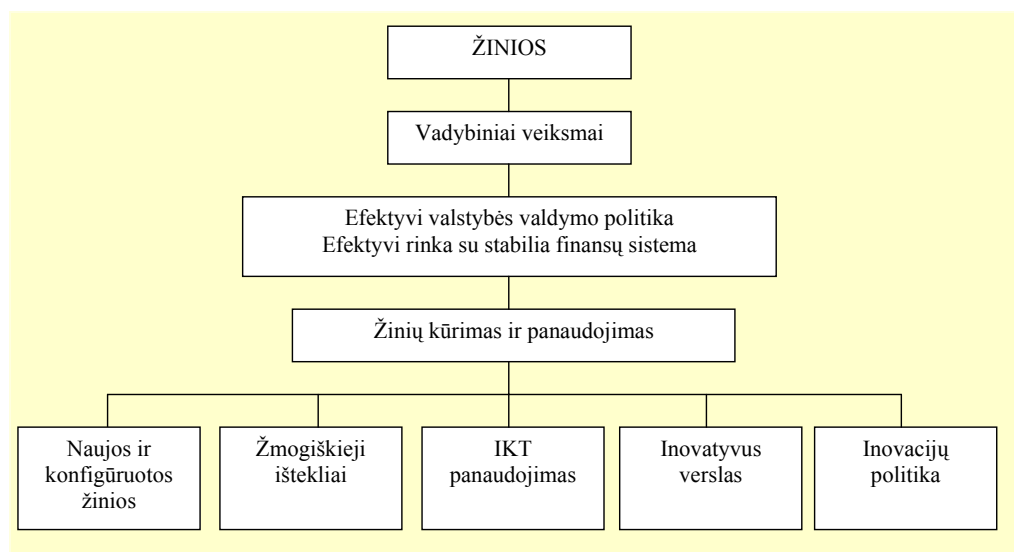 ŽINIOS
Vadybiniai veiksmai
Efektyvi valstybės valdymo politika
Efektyvi rinka su stabilia finansų sistema
Žinių kūrimas ir panaudojimas
Naujos ir
konfigūruotos
žinios
Žmogiškieji
ištekliai
IKT
panaudojimas
Inovatyvus
verslas
Inovacijų
politika